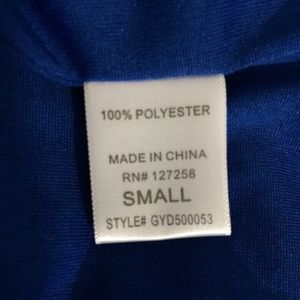 100% POLYESTER
MADE IN CHINA
RN# 127258
SMALL
STYLE# GYD500053